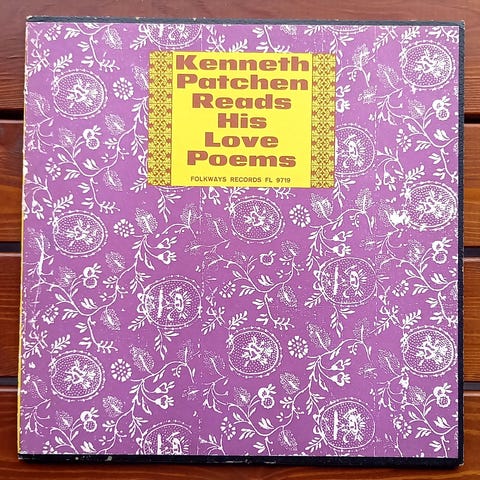 Kenneth
Patchen
Reads
His
Love
Poems
FOLKWAYS RECORDS FL 9719